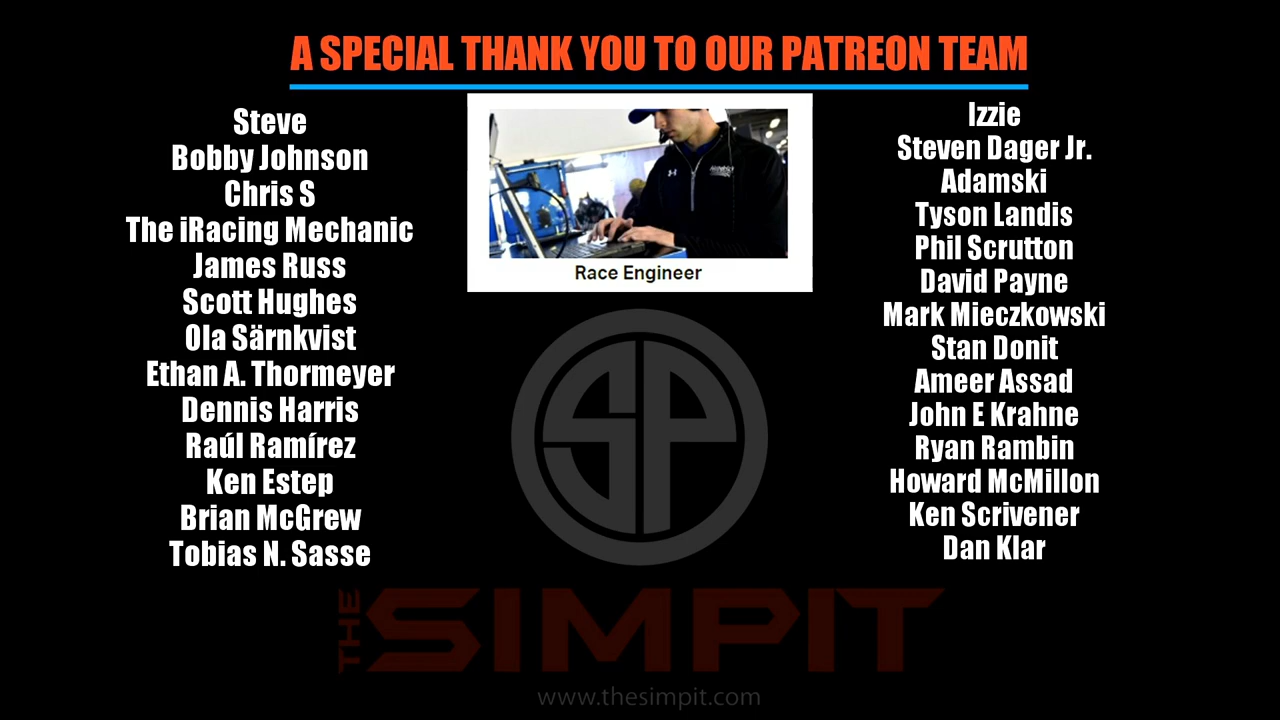 A SPECIAL THANK YOU TO OUR PATREON TEAM
Steve
Bobby Johnson
Chris S
The iRacing Mechanic
James Russ
Scott Hughes
Ola Särnkvist
Ethan A. Thormeyer
Dennis Harris
Raúl Ramírez
Ken Estep
Brian McGrew
Tobias N. Sasse
Race Engineer
Izzie
Steven Dager Jr.
Adamski
Tyson Landis
Phil Scrutton
David Payne
Mark Mieczkowski
Stan Donit
Ameer Assad
John E Krahne
Ryan Rambin
Howard McMillon
Ken Scrivener
Dan Klar
SP
THE SIMPIT
www.thesimpit.com